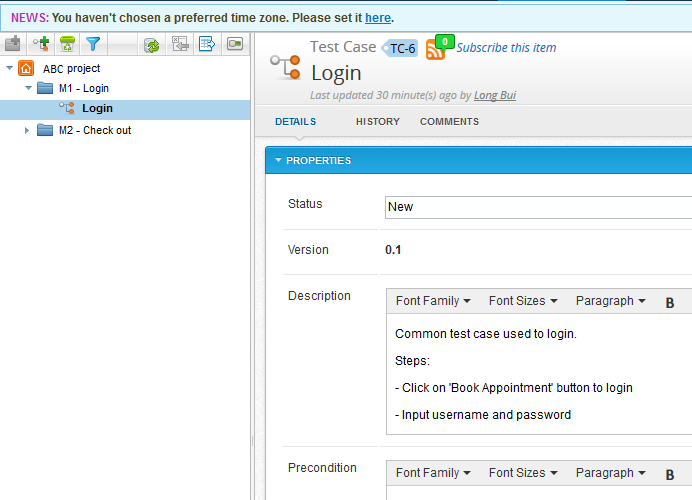 NEWS: You haven't chosen a preferred time zone. Please set it here.
ABC project
M1 - Login
Login
M2 - Check out
Test Case TC-6 0 Subscribe this item
Login
Last updated 30 minute(s) ago by Long Bui
DETAILS HISTORY COMMENTS
PROPERTIES
Status New
Version 0.1
Description Font Family Font Sizes Paragraph B
Common test case used to login.
Steps:
- Click on 'Book Appointment' button to login
- Input username and password
Precondition Font Family Font Sizes Paragraph B